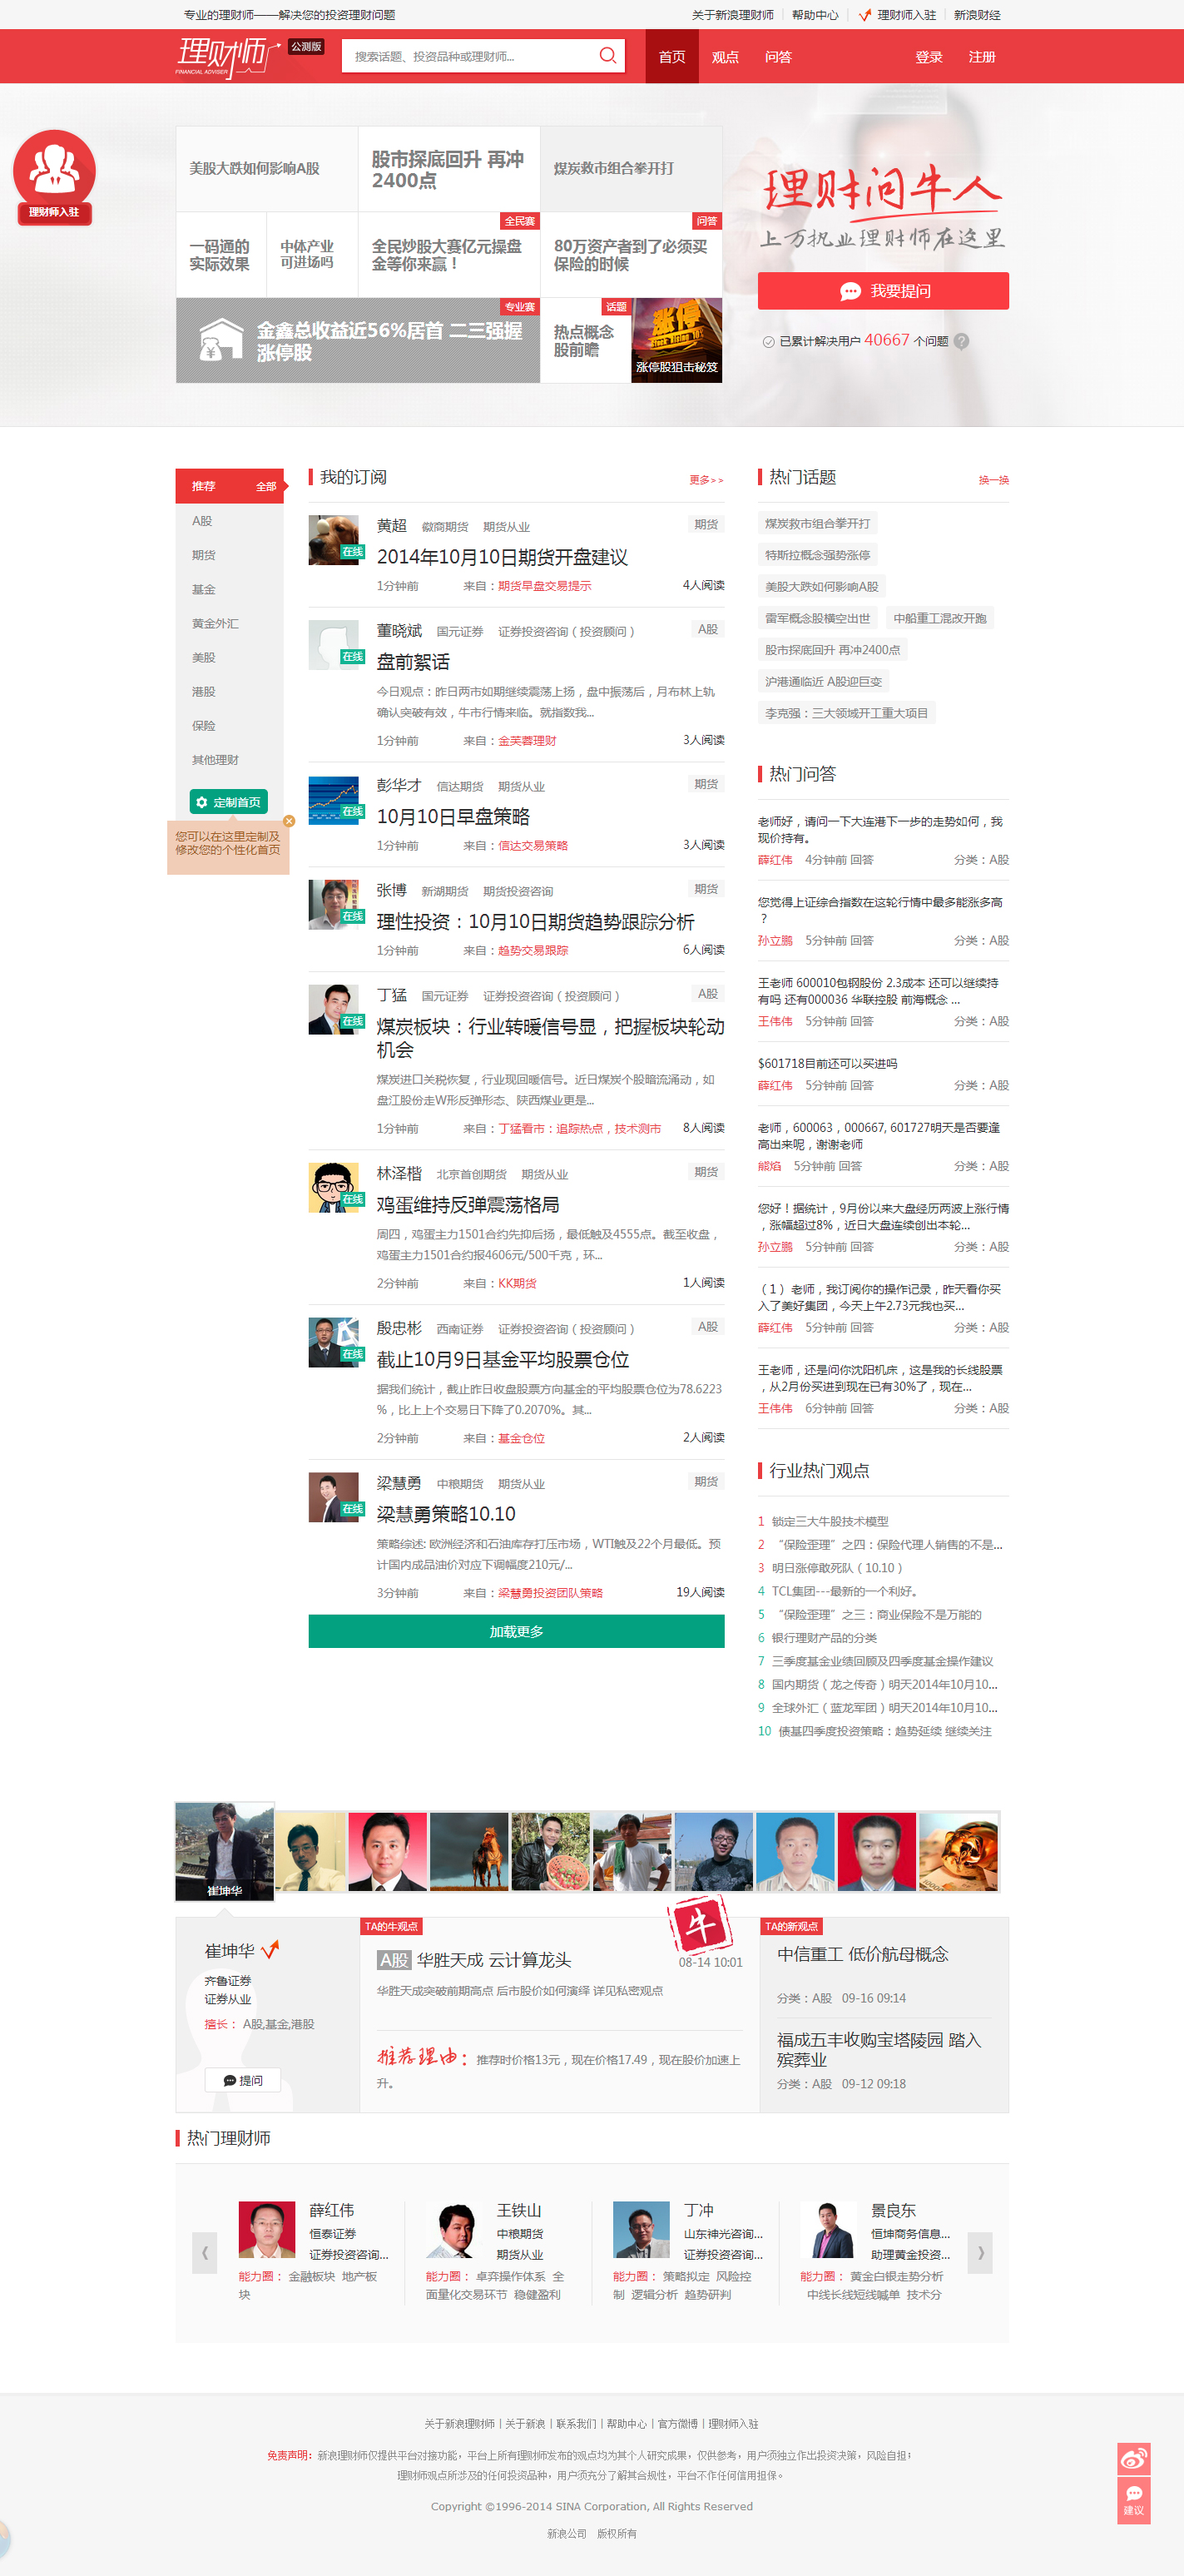 专业的理财师——解决您的投资理财问题
关于新浪理财师 帮助中心 理财师入驻 新浪财经
理财师 公测版
FINANCIAL ADVISER
搜索话题、投资品种或理财师...
首页 观点 问答 登录 注册
理财师入驻
美股大跌如何影响A股
股市探底回升 再冲
2400点
煤炭救市组合拳开打
一码通的
实际效果
中体产业
可进场吗
全民赛
全民炒股大赛亿元操盘
金等你来赢！
问答
80万资产者到了必须买
保险的时候
专业赛
金鑫总收益近56%居首 二三强握
涨停股
话题
热点概念
股前瞻
涨停
涨停股狙击秘笈
理财问牛人
上万执业理财师在这里
我要提问
已累计解决用户 40667 个问题 ?
推荐 全部
A股
期货
基金
黄金外汇
美股
港股
保险
其他理财
定制首页
您可以在这里定制及
修改您的个性化首页
我的订阅 更多>>
黄超 徽商期货 期货从业 期货
在线
2014年10月10日期货开盘建议
1分钟前 来自：期货早盘交易提示 4人阅读
董晓斌 国元证券 证券投资咨询（投资顾问） A股
在线
盘前絮话
今日观点：昨日两市如期继续震荡上扬，盘中振荡后，月布林上轨
确认突破有效，牛市行情来临。就指数我...
1分钟前 来自：金芙蓉理财 3人阅读
彭华才 信达期货 期货从业 期货
在线
10月10日早盘策略
1分钟前 来自：信达交易策略 3人阅读
张博 新湖期货 期货投资咨询 期货
在线
理性投资：10月10日期货趋势跟踪分析
1分钟前 来自：趋势交易跟踪 6人阅读
丁猛 国元证券 证券投资咨询（投资顾问） A股
在线
煤炭板块：行业转暖信号显，把握板块轮动
机会
煤炭进口关税恢复，行业现回暖信号。近日煤炭个股暗流涌动，如
盘江股份走W形反弹形态、陕西煤业更是...
1分钟前 来自：丁猛看市：追踪热点，技术测市 8人阅读
林泽楷 北京首创期货 期货从业 期货
在线
鸡蛋维持反弹震荡格局
周四，鸡蛋主力1501合约先抑后扬，最低触及4555点。截至收盘，
鸡蛋主力1501合约报4606元/500千克，环...
2分钟前 来自：KK期货 1人阅读
殷忠彬 西南证券 证券投资咨询（投资顾问） A股
在线
截止10月9日基金平均股票仓位
据我们统计，截止昨日收盘股票方向基金的平均股票仓位为78.6223
%，比上上个交易日下降了0.2070%。其...
2分钟前 来自：基金仓位 2人阅读
梁慧勇 中粮期货 期货从业 期货
在线
梁慧勇策略10.10
策略综述: 欧洲经济和石油库存打压市场，WTI触及22个月最低。预
计国内成品油价对应下调幅度210元/...
3分钟前 来自：梁慧勇投资团队策略 19人阅读
加载更多
热门话题 换一换
煤炭救市组合拳开打
特斯拉概念强势涨停
美股大跌如何影响A股
雷军概念股横空出世 中船重工混改开跑
股市探底回升 再冲2400点
沪港通临近 A股迎巨变
李克强：三大领域开工重大项目
热门问答
老师好，请问一下大连港下一步的走势如何，我
现价持有。
薛红伟 4分钟前 回答 分类：A股
您觉得上证综合指数在这轮行情中最多能涨多高
？
孙立鹏 5分钟前 回答 分类：A股
王老师 600010包钢股份 2.3成本 还可以继续持
有吗 还有000036 华联控股 前海概念 ...
王伟伟 5分钟前 回答 分类：A股
$601718目前还可以买进吗
薛红伟 5分钟前 回答 分类：A股
老师，600063，000667, 601727明天是否要逢
高出来呢，谢谢老师
熊焰 5分钟前 回答 分类：A股
您好！据统计，9月份以来大盘经历两波上涨行情
，涨幅超过8%，近日大盘连续创出本轮...
孙立鹏 5分钟前 回答 分类：A股
（1） 老师，我订阅你的操作记录，昨天看你买
入了美好集团，今天上午2.73元我也买...
薛红伟 5分钟前 回答 分类：A股
王老师，还是问你沈阳机床，这是我的长线股票
，从2月份买进到现在已有30%了，现在...
王伟伟 6分钟前 回答 分类：A股
行业热门观点
1 锁定三大牛股技术模型
2 “保险歪理”之四：保险代理人销售的不是...
3 明日涨停敢死队（10.10）
4 TCL集团---最新的一个利好。
5 “保险歪理”之三：商业保险不是万能的
6 银行理财产品的分类
7 三季度基金业绩回顾及四季度基金操作建议
8 国内期货（龙之传奇）明天2014年10月10...
9 全球外汇（蓝龙军团）明天2014年10月10...
10 债基四季度投资策略：趋势延续 继续关注
崔坤华
崔坤华
齐鲁证券
证券从业
擅长： A股,基金,港股
提问
TA的牛观点
牛
A股 华胜天成 云计算龙头
08-14 10:01
华胜天成突破前期高点 后市股价如何演绎 详见私密观点
推荐理由： 推荐时价格13元，现在价格17.49，现在股价加速上
升。
TA的新观点
中信重工 低价航母概念
分类：A股 09-16 09:14
福成五丰收购宝塔陵园 踏入
殡葬业
分类：A股 09-12 09:18
热门理财师
薛红伟
恒泰证券
证券投资咨询...
能力圈： 金融板块 地产板
块
王铁山
中粮期货
期货从业
能力圈： 卓弈操作体系 全
面量化交易环节 稳健盈利
丁冲
山东神光咨询...
证券投资咨询...
能力圈： 策略拟定 风险控
制 逻辑分析 趋势研判
景良东
恒坤商务信息...
助理黄金投资...
能力圈： 黄金白银走势分析
中线长线短线喊单 技术分
关于新浪理财师 | 关于新浪 | 联系我们 | 帮助中心 | 官方微博 | 理财师入驻
免责声明：新浪理财师仅提供平台对接功能，平台上所有理财师发布的观点均为其个人研究成果，仅供参考，用户须独立作出投资决策，风险自担；
理财师观点所涉及的任何投资品种，用户须充分了解其合规性，平台不作任何信用担保。
Copyright ©1996-2014 SINA Corporation, All Rights Reserved
新浪公司 版权所有
建议